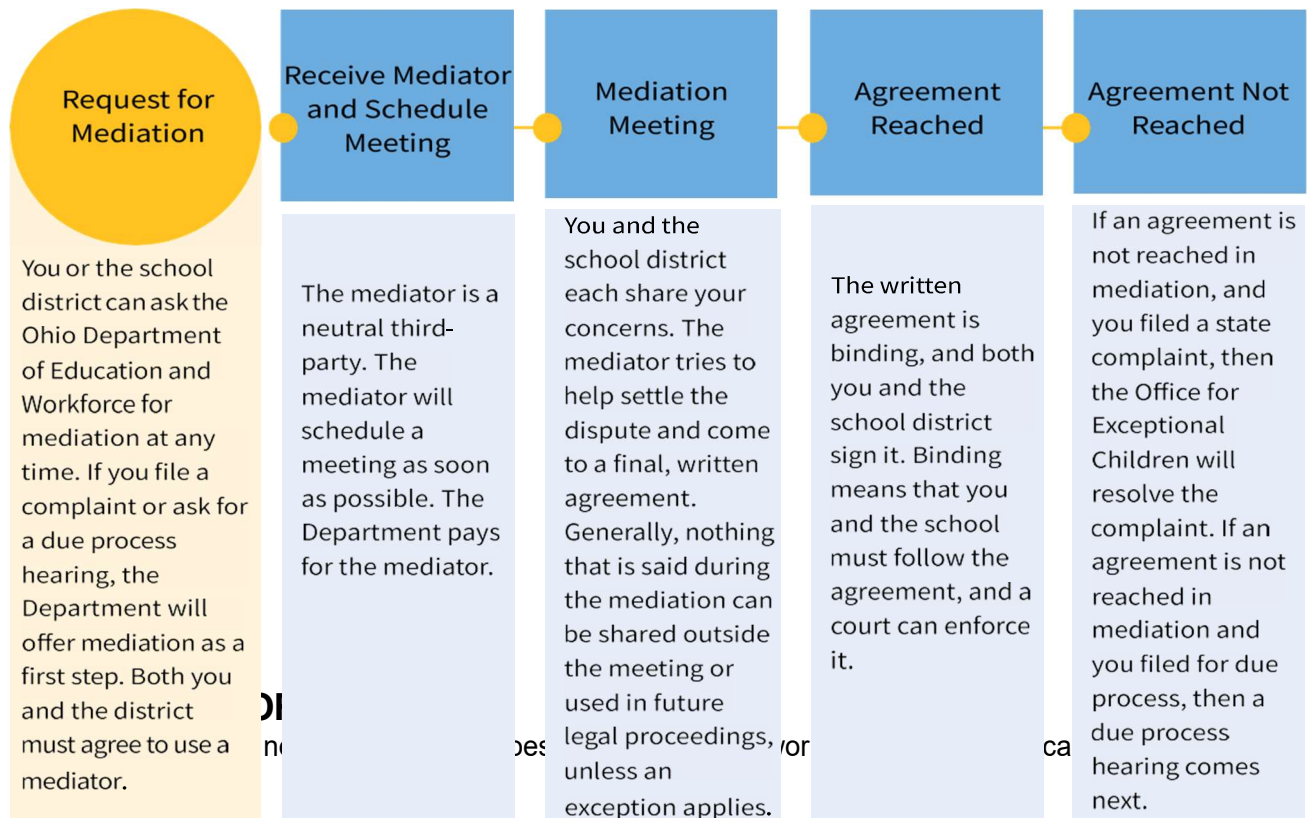 Request for
Mediation
You or the school
district can ask the
Ohio Department
of Education and
Workforce for
mediation at any
time. If you file a
complaint or ask for
a due process
hearing, the
Department will
offer mediation as a
first step. Both you
and the district
must agree to use a
mediator.
Receive Mediator
and Schedule
Meeting
The mediator is a
neutral third-
party. The
mediator will
schedule a
meeting as soon
as possible. The
Department pays
for the mediator.
Mediation
Meeting
You and the
school district
each share your
concerns. The
mediator tries to
help settle the
dispute and come
to a final, written
agreement.
Generally, nothing
that is said during
the mediation can
be shared outside
the meeting or
used in future
legal proceedings,
unless an
exception applies.
Agreement
Reached
The written
agreement is
binding, and both
you and the
school district
sign it. Binding
means that you
and the school
must follow the
agreement, and a
court can enforce
it.
Agreement Not
Reached
If an agreement is
not reached in
mediation, and
you filed a state
complaint, then
the Office for
Exceptional
Children will
resolve the
complaint. If an
agreement is not
reached in
mediation and
you filed for due
process, then a
due process
hearing comes
next.